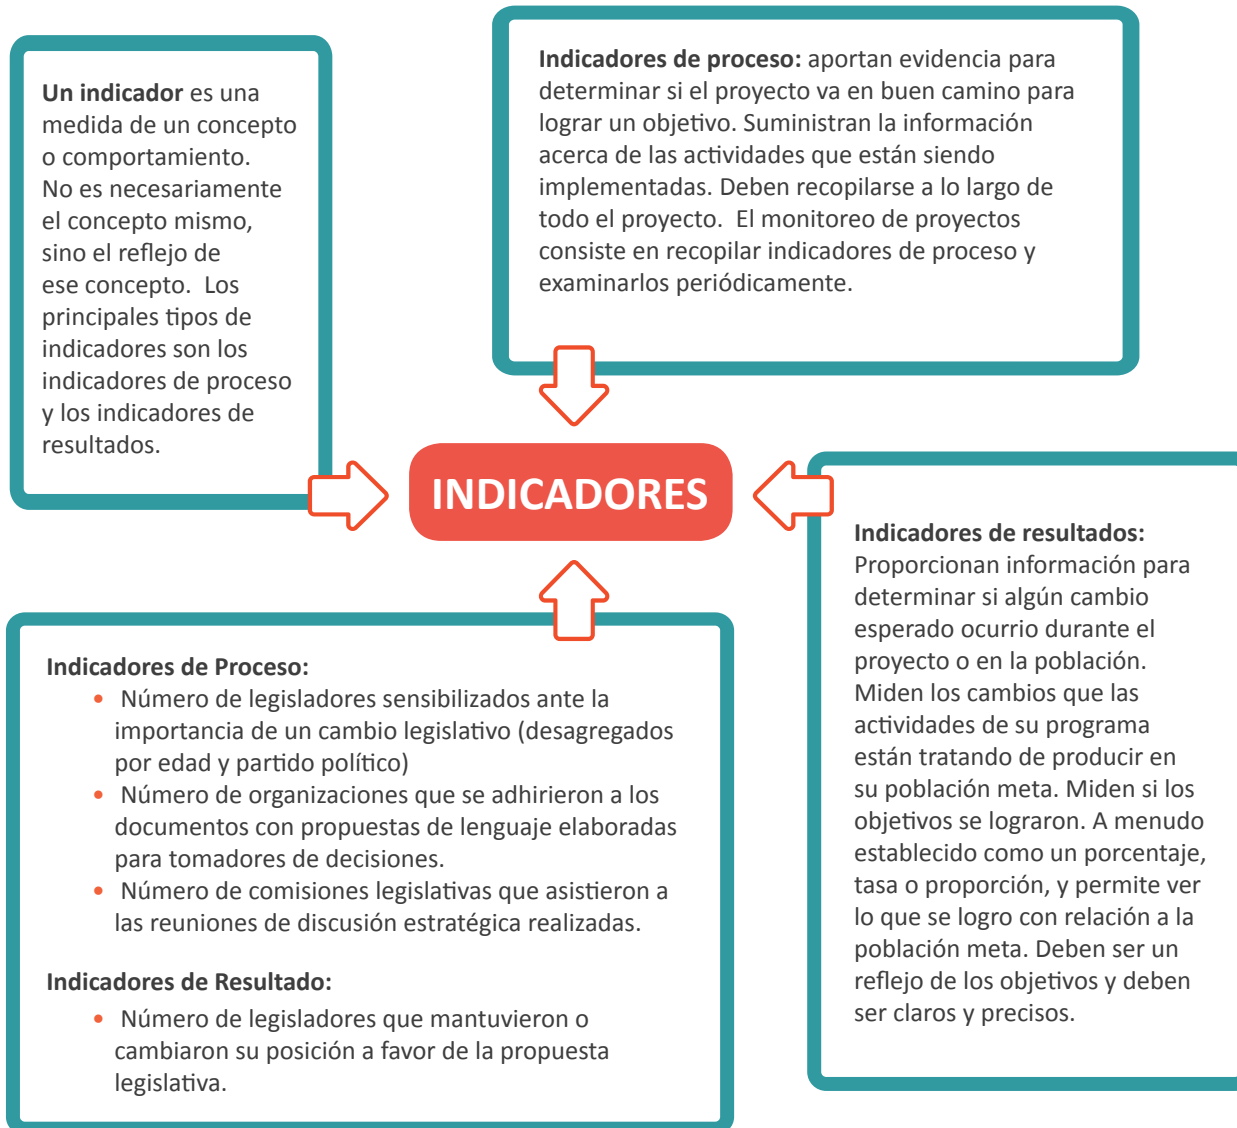 Un indicador es una
medida de un concepto
o comportamiento.
No es necesariamente
el concepto mismo,
sino el reflejo de
ese concepto. Los
principales tipos de
indicadores son los
indicadores de proceso
y los indicadores de
resultados.
Indicadores de proceso: aportan evidencia para
determinar si el proyecto va en buen camino para
lograr un objetivo. Suministran la información
acerca de las actividades que están siendo
implementadas. Deben recopilarse a lo largo de
todo el proyecto. El monitoreo de proyectos
consiste en recopilar indicadores de proceso y
examinarlos periódicamente.
INDICADORES
Indicadores de resultados:
Proporcionan información para
determinar si algún cambio
esperado ocurrio durante el
proyecto o en la población.
Miden los cambios que las
actividades de su programa
están tratando de producir en
su población meta. Miden si los
objetivos se lograron. A menudo
establecido como un porcentaje,
tasa o proporción, y permite ver
lo que se logro con relación a la
población meta. Deben ser un
reflejo de los objetivos y deben
ser claros y precisos.
Indicadores de Proceso:
• Número de legisladores sensibilizados ante la
importancia de un cambio legislativo (desagregados
por edad y partido político)
• Número de organizaciones que se adhirieron a los
documentos con propuestas de lenguaje elaboradas
para tomadores de decisiones.
• Número de comisiones legislativas que asistieron a
las reuniones de discusión estratégica realizadas.
Indicadores de Resultado:
• Número de legisladores que mantuvieron o
cambiaron su posición a favor de la propuesta
legislativa.